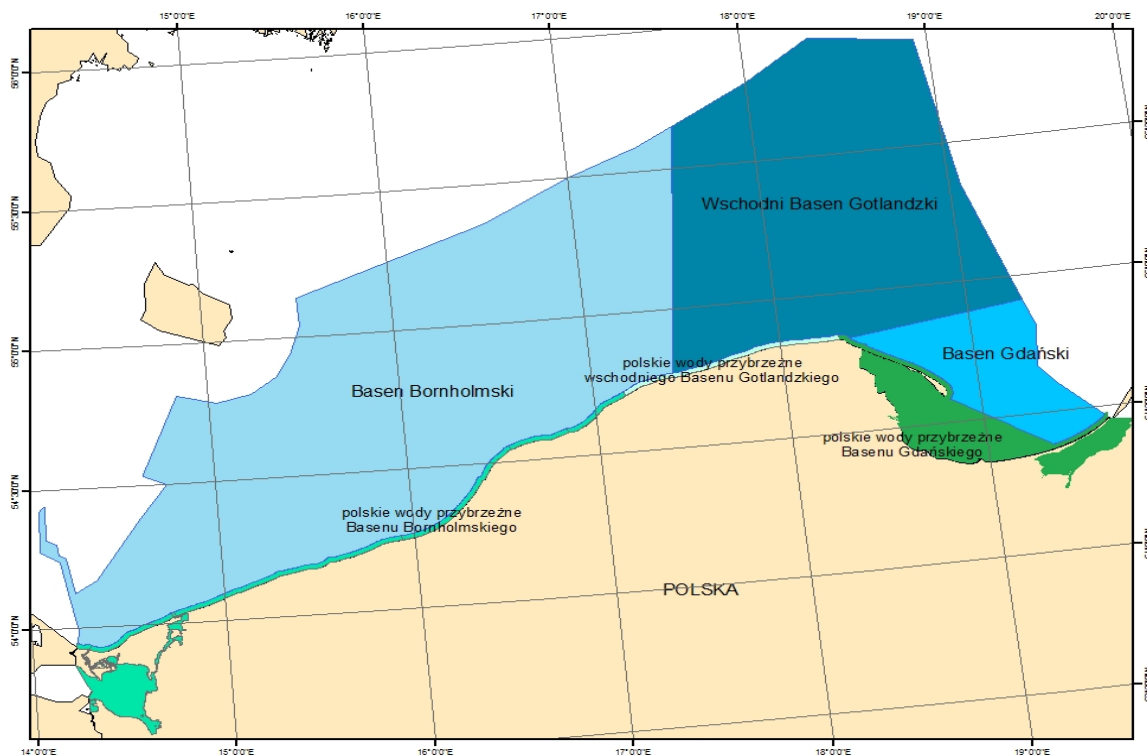 15°0'0"E
16°0'0"E
17°0'0"E
18°0'0"E
19°0'0"E
20°0'0"E
Wschodni Basen Gotlandzki
Basen Gdański
polskie wody przybrzeżne
wschodniego Basenu Gotlandzkiego
Basen Bornholmski
polskie wody przybrzeżne
Basenu Gdańskiego
polskie wody przybrzeżne
Basenu Bornholmskiego
POLSKA
14°0'0"E
15°0'0"E
16°0'0"E
17°0'0"E
18°0'0"E
19°0'0"E